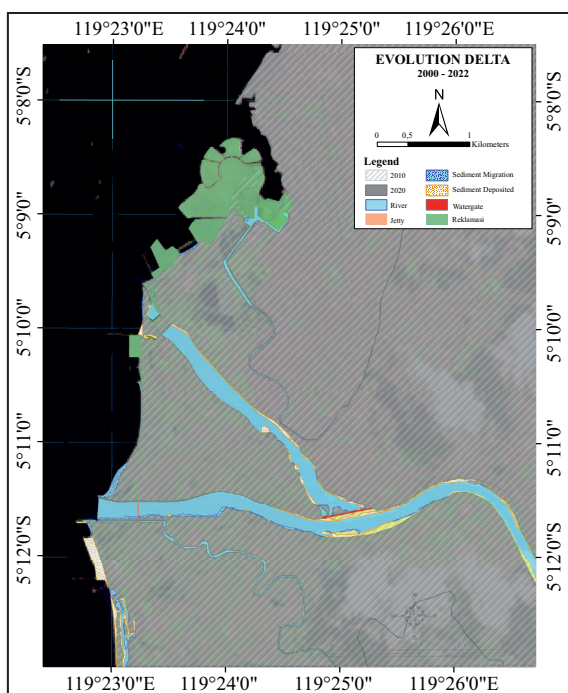 119°23'0"E 119°24'0"E 119°25'0"E 119°26'0"E
EVOLUTION DELTA
2000 - 2022
N
0 0,5 1
Kilometers
Legend
2010
2020
River
Jetty
Sediment Migration
Sediment Deposited
Watergate
Reklamasi
5°8'0"S
5°9'0"S
5°10'0"S
5°11'0"S
5°12'0"S
5°8'0"S
5°9'0"S
5°10'0"S
5°11'0"S
5°12'0"S
119°23'0"E 119°24'0"E 119°25'0"E 119°26'0"E